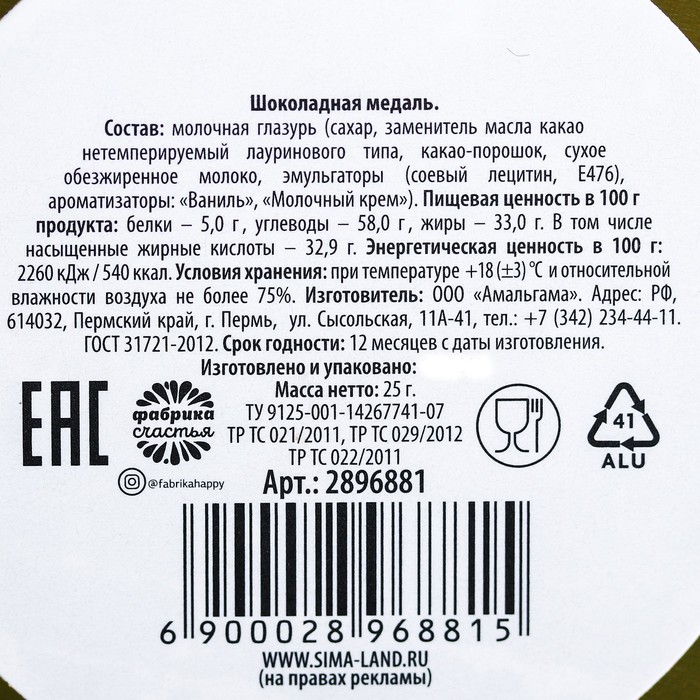 Шоколадная медаль.
Состав: молочная глазурь (сахар, заменитель масла какао
нетемперируемый лауринового типа, какао-порошок, сухое
обезжиренное молоко, эмульгаторы (соевый лецитин, Е476),
ароматизаторы: «Ваниль», «Молочный крем»). Пищевая ценность в 100 г
продукта: белки – 5,0 г, углеводы – 58,0 г, жиры – 33,0 г. В том числе
насыщенные жирные кислоты – 32,9 г. Энергетическая ценность в 100 г:
2260 кДж / 540 ккал. Условия хранения: при температуре +18 (±3) °С и относительной
влажности воздуха не более 75%. Изготовитель: ООО «Амальгама». Адрес: РФ,
614032, Пермский край, г. Пермь, ул. Сысольская, 11А-41, тел.: +7 (342) 234-44-11.
ГОСТ 31721-2012. Срок годности: 12 месяцев с даты изготовления.
Изготовлено и упаковано:
Масса нетто: 25 г.
ТУ 9125-001-14267741-07
ТР ТС 021/2011, ТР ТС 029/2012
ТР ТС 022/2011
EAC
фабрика
счастья
@fabrikahappy
41
ALU
Арт.: 2896881
6 900028 968815
WWW.SIMA-LAND.RU
(на правах рекламы)